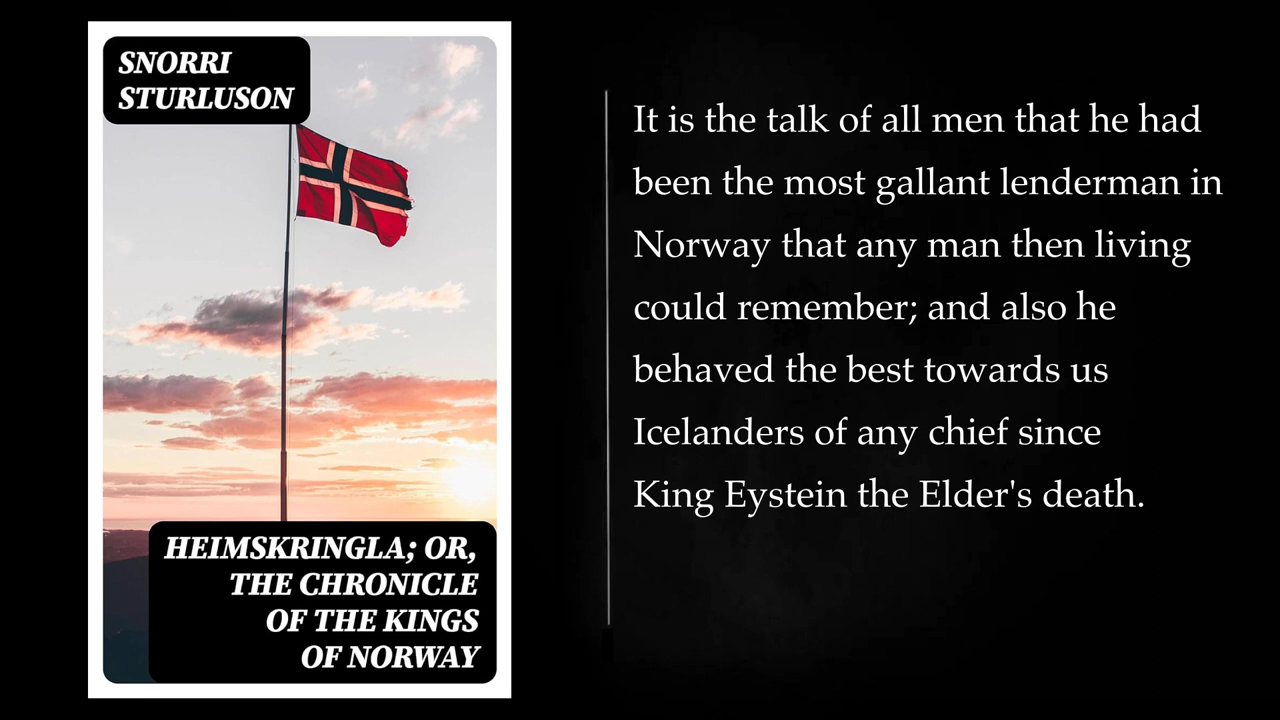 SNORRI
STURLUSON
HEIMSKRINGLA; OR,
THE CHRONICLE
OF THE KINGS
OF NORWAY
It is the talk of all men that he had
been the most gallant lenderman in
Norway that any man then living
could remember; and also he
behaved the best towards us
Icelanders of any chief since
King Eystein the Elder's death.